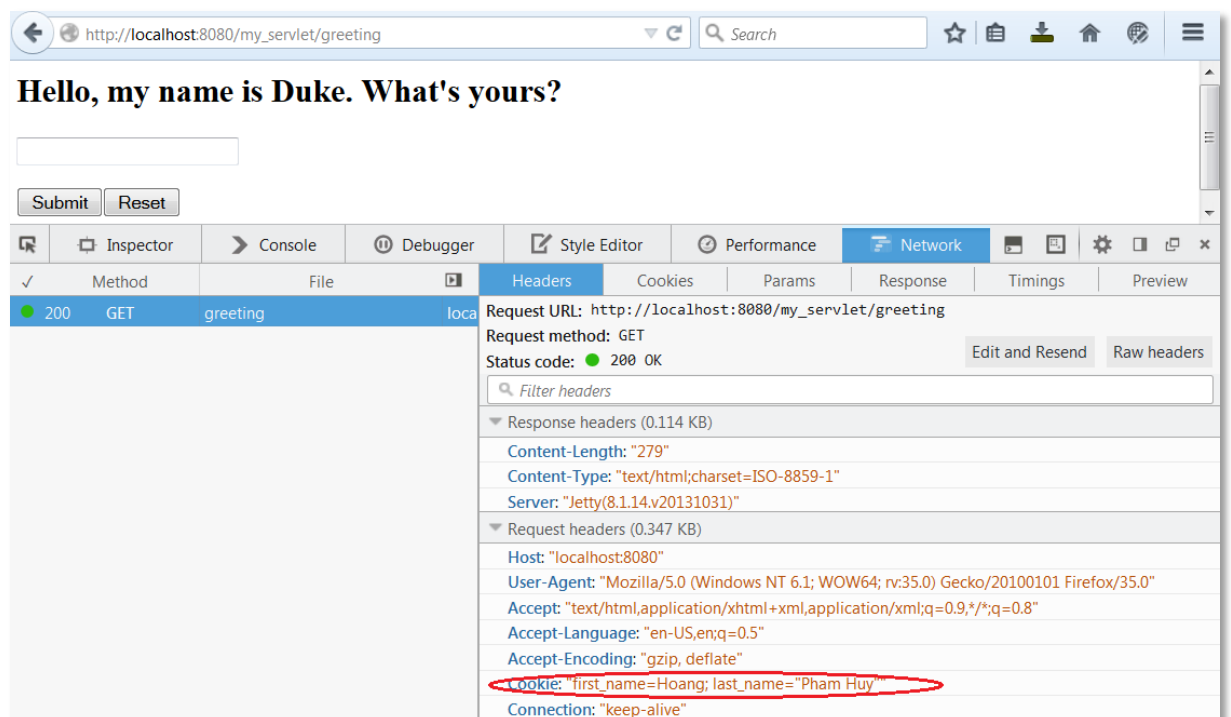 http://localhost:8080/my_servlet/greeting Search
Hello, my name is Duke. What's yours?
Submit Reset
Inspector Console Debugger Style Editor Performance Network
✓ Method File Headers Cookies Params Response Timings Preview
200 GET greeting loca
Request URL: http://localhost:8080/my_servlet/greeting
Request method: GET
Status code: 200 OK
Edit and Resend Raw headers
Filter headers
Response headers (0.114 KB)
Content-Length: "279"
Content-Type: "text/html;charset=ISO-8859-1"
Server: "Jetty(8.1.14.v20131031)"
Request headers (0.347 KB)
Host: "localhost:8080"
User-Agent: "Mozilla/5.0 (Windows NT 6.1; WOW64; rv:35.0) Gecko/20100101 Firefox/35.0"
Accept: "text/html,application/xhtml+xml,application/xml;q=0.9,*/*;q=0.8"
Accept-Language: "en-US,en;q=0.5"
Accept-Encoding: "gzip, deflate"
Cookie: "first_name=Hoang; last_name="Pham Huy""
Connection: "keep-alive"